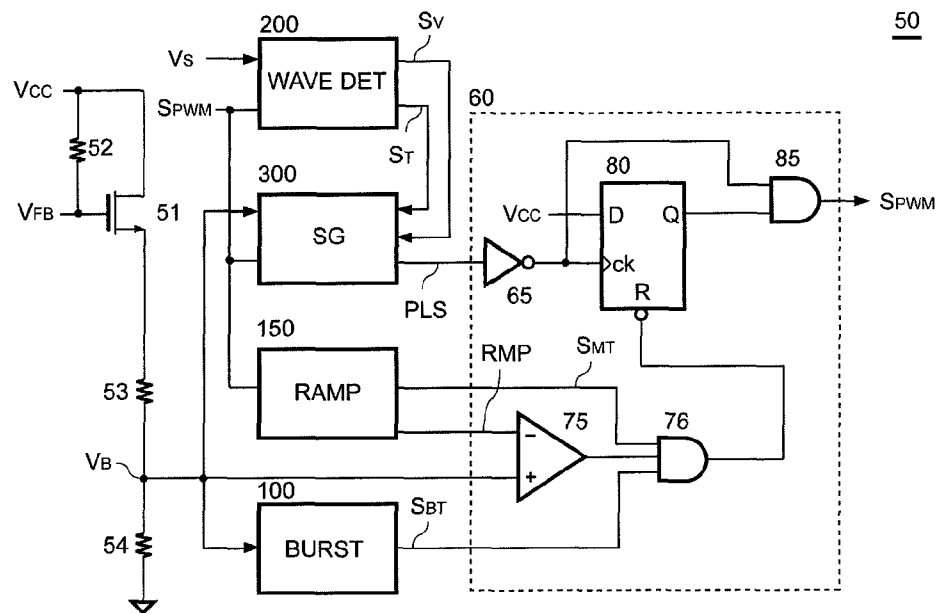 50
200
Vs
WAVE DET
Sv
VCC
SPWM
ST
52
60
300
80
85
VFB
51
VCC
D
Q
SPWM
SG
ck
PLS
65
R
150
RMP
SMT
53
RAMP
75
76
VB
100
SBT
54
BURST
−
+